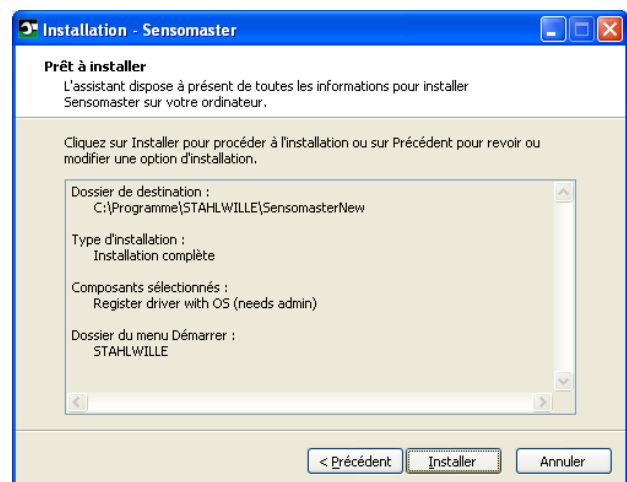 Installation - Sensomaster
Prêt à installer
L'assistant dispose à présent de toutes les informations pour installer
Sensomaster sur votre ordinateur.
Cliquez sur Installer pour procéder à l'installation ou sur Précédent pour revoir ou
modifier une option d'installation.
Dossier de destination :
C:\Programme\STAHLWILLE\SensomasterNew
Type d'installation :
Installation complète
Composants sélectionnés :
Register driver with OS (needs admin)
Dossier du menu Démarrer :
STAHLWILLE
< Précédent
Installer
Annuler